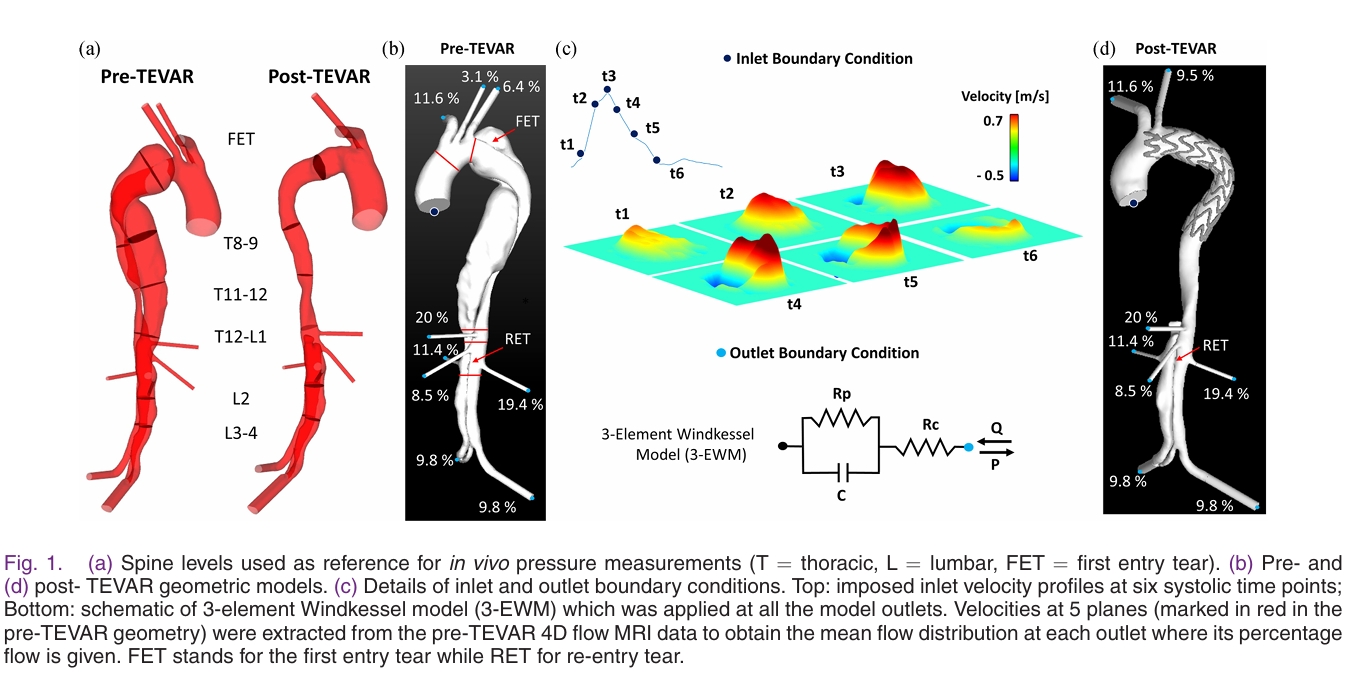 (a)
Pre-TEVAR
Post-TEVAR
FET
T8-9
T11-12
T12-L1
L2
L3-4
(b)
Pre-TEVAR
3.1 %
6.4 %
11.6 %
FET
20 %
RET
11.4 %
8.5 %
19.4 %
9.8 %
9.8 %
(c)
Inlet Boundary Condition
t1
t2
t3
t4
t5
t6
Velocity [m/s]
0.7
- 0.5
t1
t2
t3
t4
t5
t6
Outlet Boundary Condition
3-Element Windkessel
Model (3-EWM)
Rp
Rc
C
Q
P
(d)
Post-TEVAR
11.6 %
9.5 %
20 %
11.4 %
RET
8.5 %
19.4 %
9.8 %
9.8 %
Fig. 1. (a) Spine levels used as reference for in vivo pressure measurements (T = thoracic, L = lumbar, FET = first entry tear). (b) Pre- and
(d) post- TEVAR geometric models. (c) Details of inlet and outlet boundary conditions. Top: imposed inlet velocity profiles at six systolic time points;
Bottom: schematic of 3-element Windkessel model (3-EWM) which was applied at all the model outlets. Velocities at 5 planes (marked in red in the
pre-TEVAR geometry) were extracted from the pre-TEVAR 4D flow MRI data to obtain the mean flow distribution at each outlet where its percentage
flow is given. FET stands for the first entry tear while RET for re-entry tear.